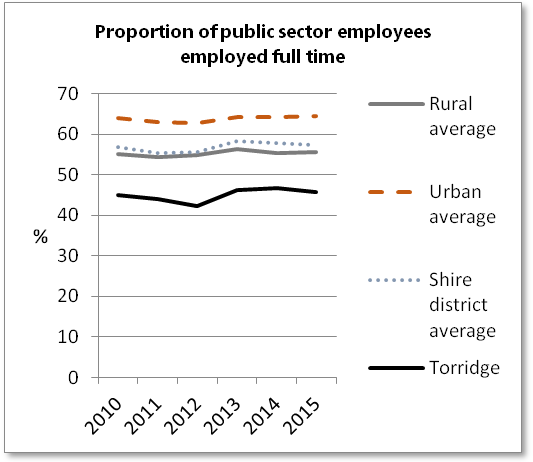 Proportion of public sector employees
employed full time
70
60
50
40
30
20
10
0
%
2010
2011
2012
2013
2014
2015
Rural
average
Urban
average
Shire
district
average
Torridge